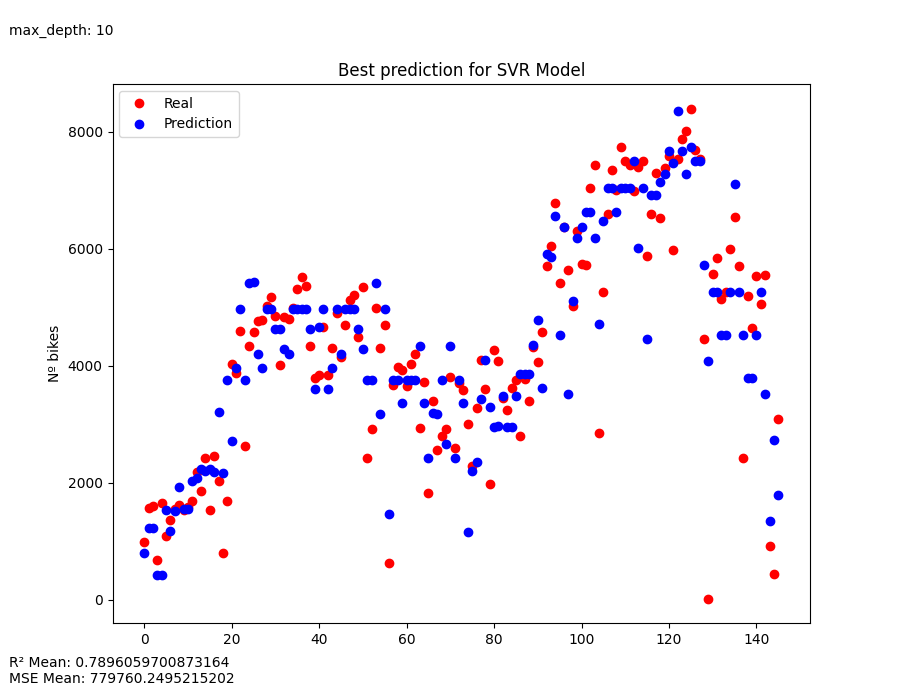 max_depth: 10
Best prediction for SVR Model
Real
Prediction
Nº bikes
8000
6000
4000
2000
0
0 20 40 60 80 100 120 140
R² Mean: 0.7896059700873164
MSE Mean: 779760.2495215202